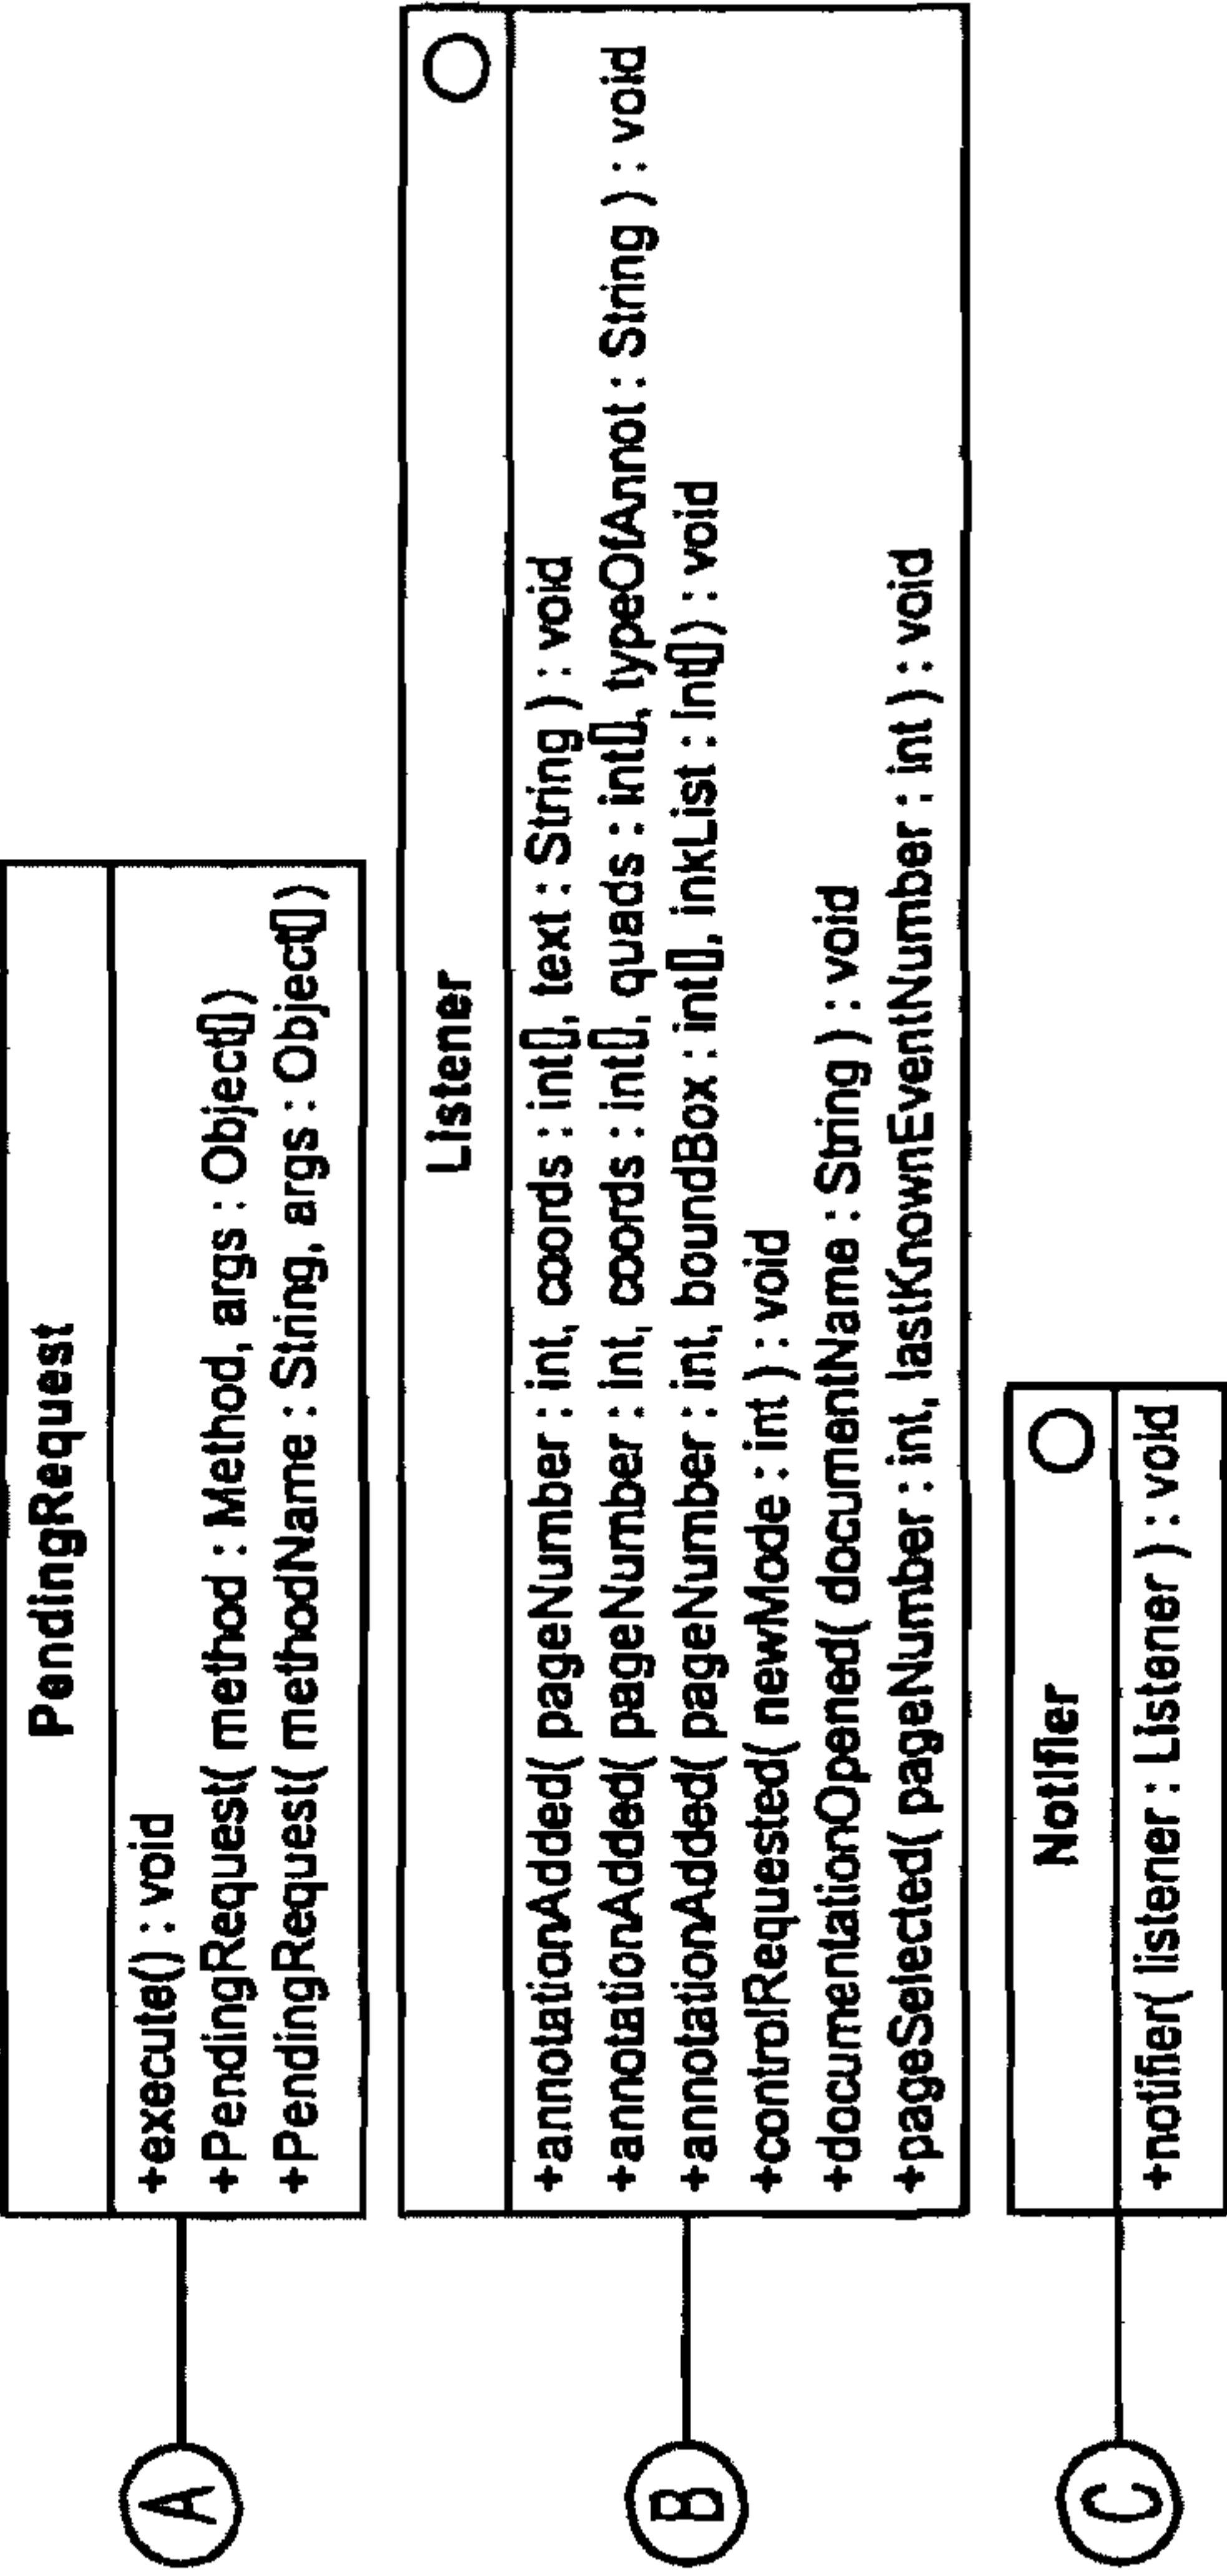 PendingRequest
+execute() : void
+PendingRequest( method : Method, args : Object[])
+PendingRequest( methodName : String, args : Object[])
A
Listener
+annotationAdded( pageNumber : int, coords : int[], text : String ) : void
+annotationAdded( pageNumber : int, coords : int[], quads : int[], typeOfAnnot : String ) : void
+annotationAdded( pageNumber : int, boundBox : int[], inkList : int[]) : void
+controlRequested( newMode : int ) : void
+documentationOpened( documentName : String ) : void
+pageSelected( pageNumber : int, lastKnownEventNumber : int ) : void
B
Notifier
+notifier( listener : Listener ) : void
C